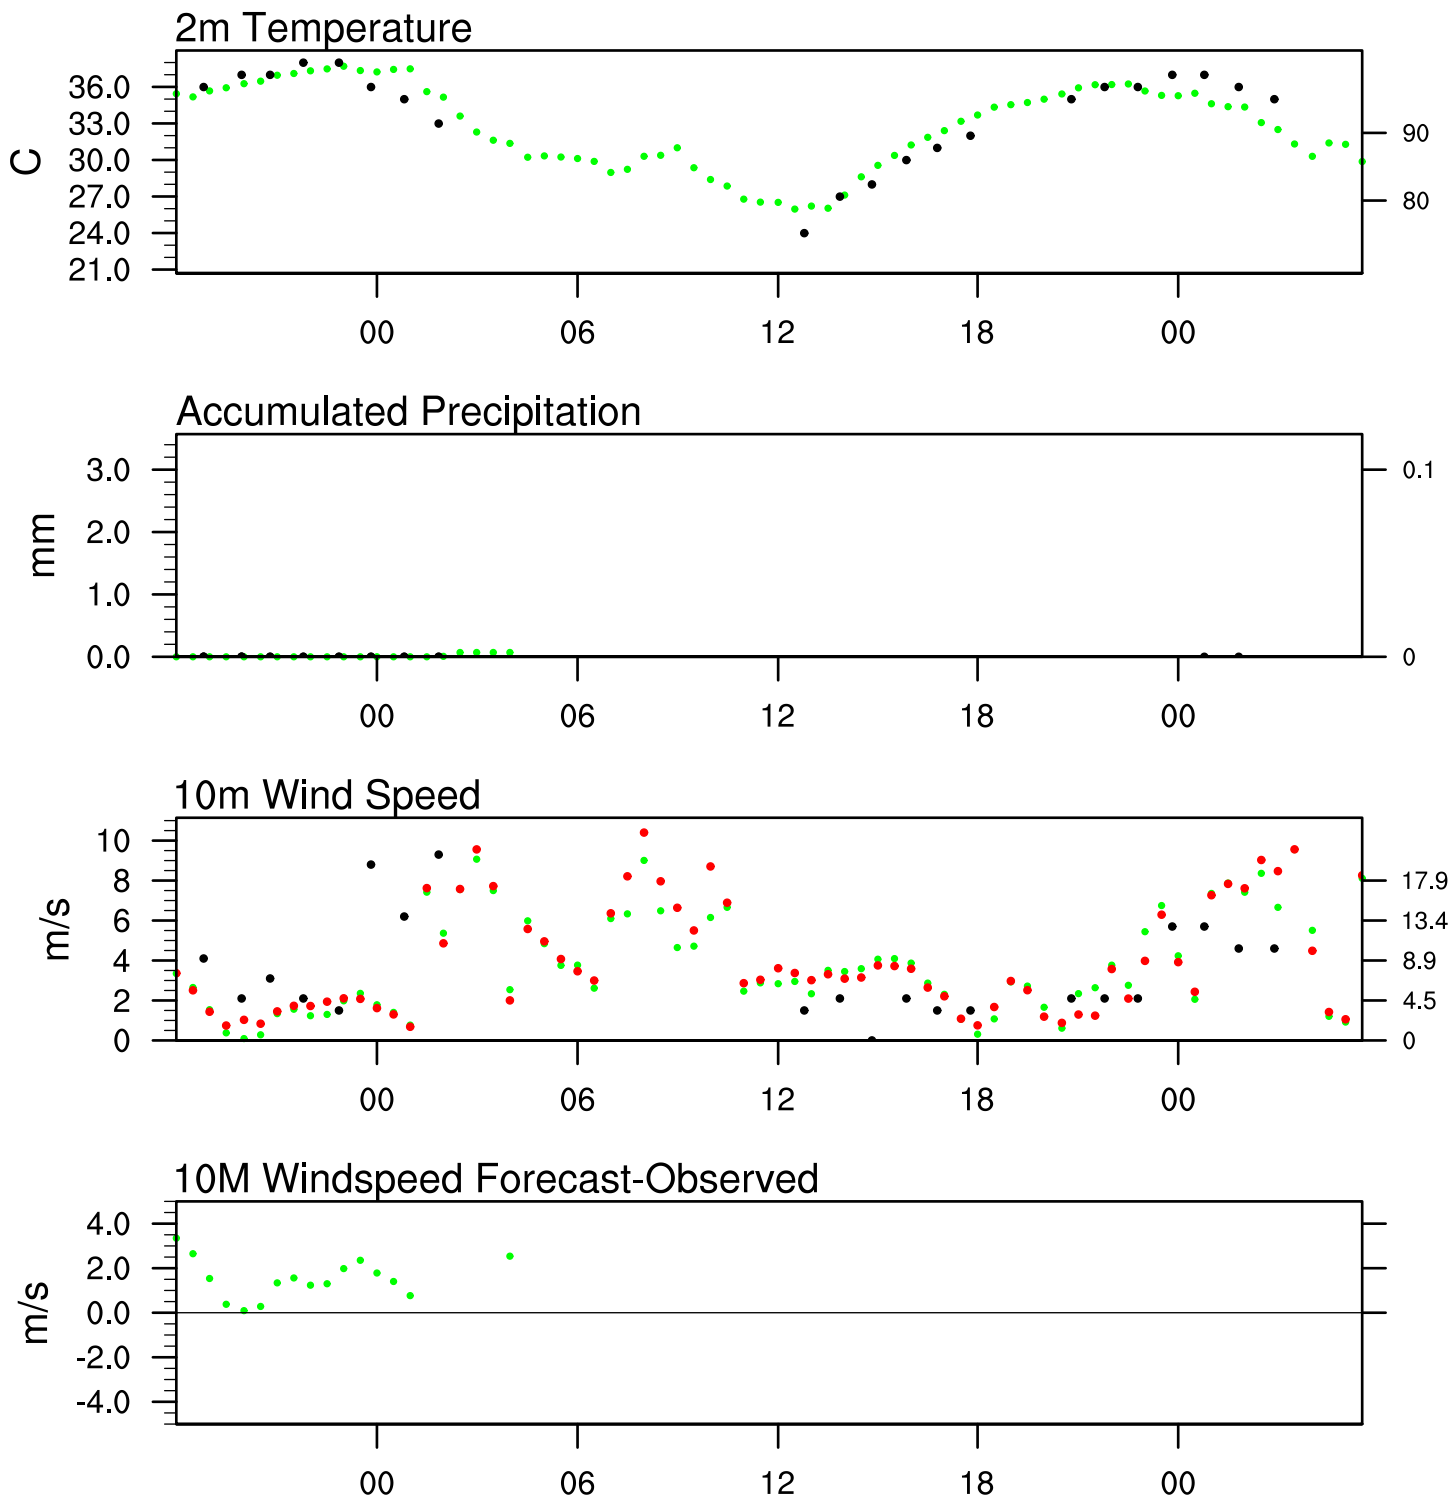 2m Temperature
C
36.0
33.0
30.0
27.0
24.0
21.0
90
80
00 06 12 18 00
Accumulated Precipitation
mm
3.0
2.0
1.0
0.0
0.1
0
00 06 12 18 00
10m Wind Speed
m/s
10
8
6
4
2
0
17.9
13.4
8.9
4.5
0
00 06 12 18 00
10M Windspeed Forecast-Observed
m/s
4.0
2.0
0.0
-2.0
-4.0
00 06 12 18 00